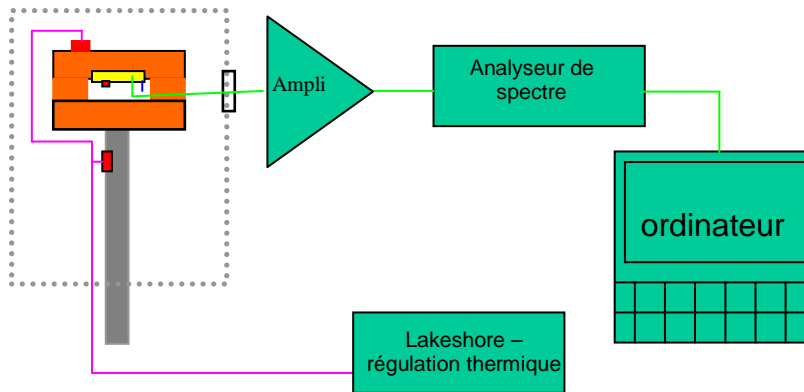 Ampli
Analyseur de
spectre
ordinateur
Lakeshore –
régulation thermique